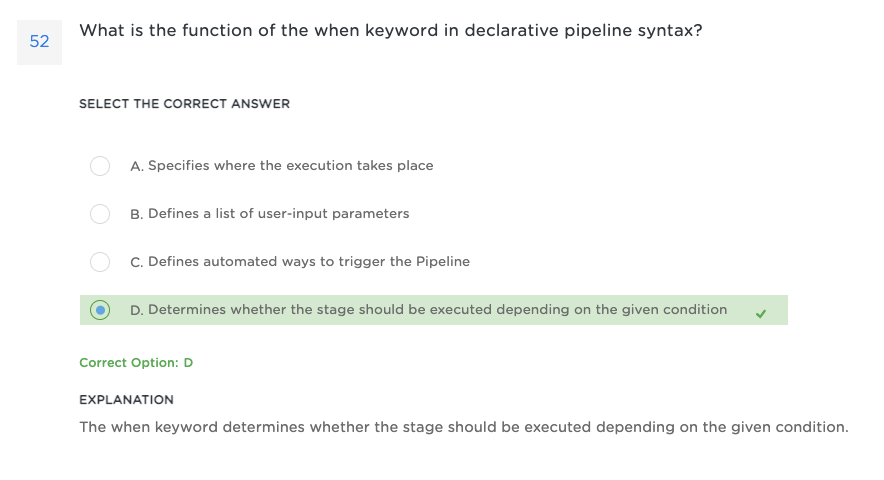 52
What is the function of the when keyword in declarative pipeline syntax?
SELECT THE CORRECT ANSWER
A. Specifies where the execution takes place
B. Defines a list of user-input parameters
C. Defines automated ways to trigger the Pipeline
D. Determines whether the stage should be executed depending on the given condition
Correct Option: D
EXPLANATION
The when keyword determines whether the stage should be executed depending on the given condition.